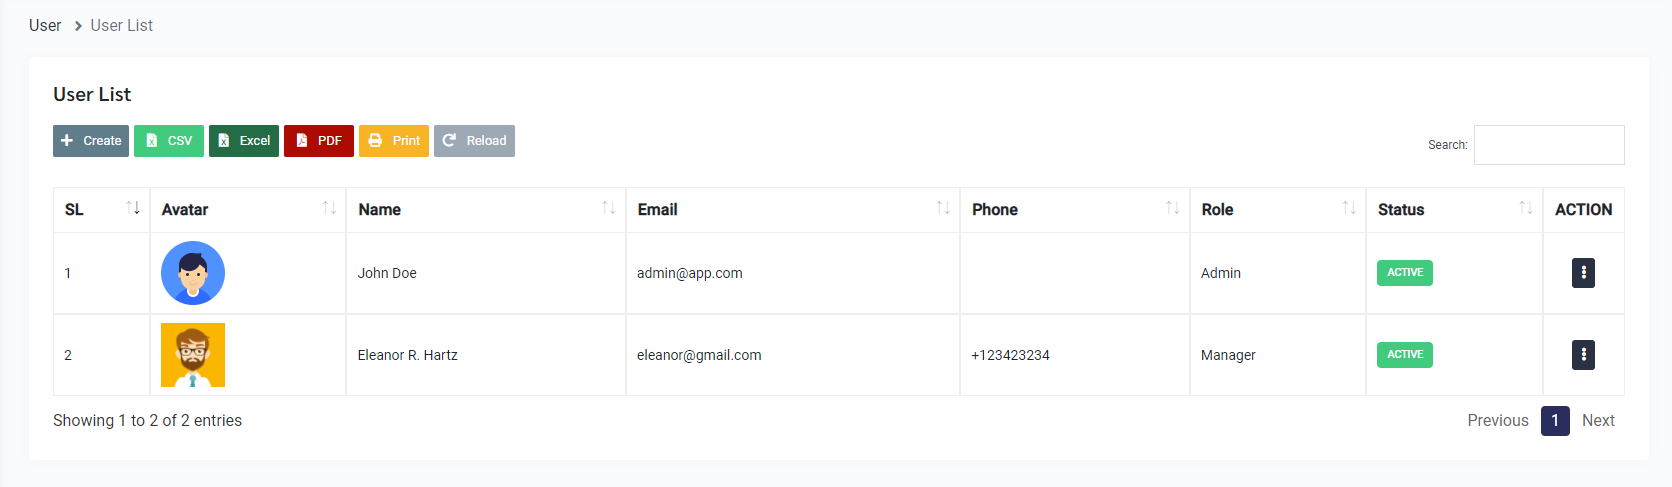 User > User List
User List
Create CSV Excel PDF Print Reload Search:
SL Avatar Name Email Phone Role Status ACTION
1 John Doe admin@app.com Admin ACTIVE
2 Eleanor R. Hartz eleanor@gmail.com +123423234 Manager ACTIVE
Showing 1 to 2 of 2 entries Previous 1 Next